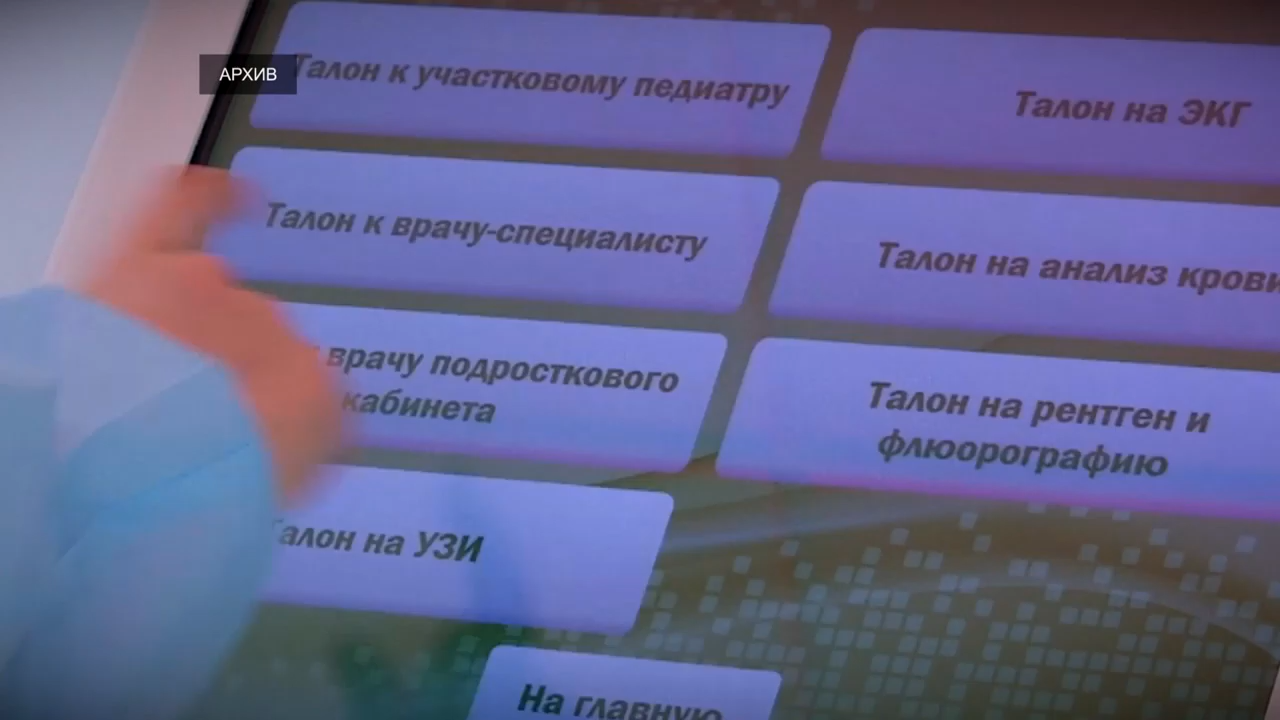 АРХИВ
Талон к участковому педиатру
Талон на ЭКГ
Талон к врачу-специалисту
Талон на анализ крови
врачу подросткового
кабинета
Талон на рентген и
флюорографию
Талон на УЗИ
На главную